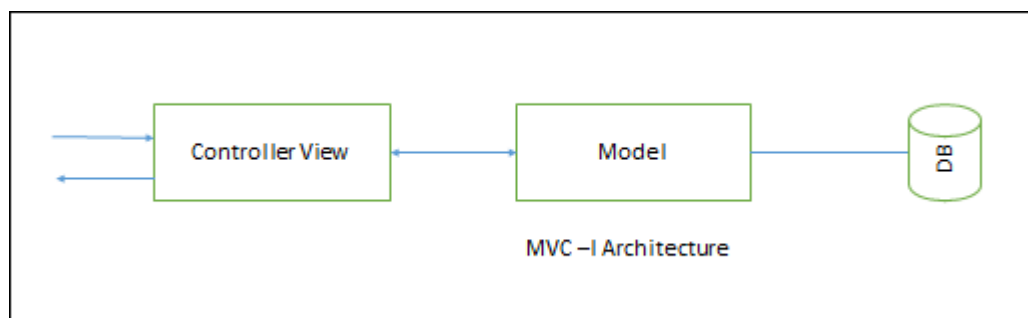 Controller View
Model
DB
MVC –I Architecture